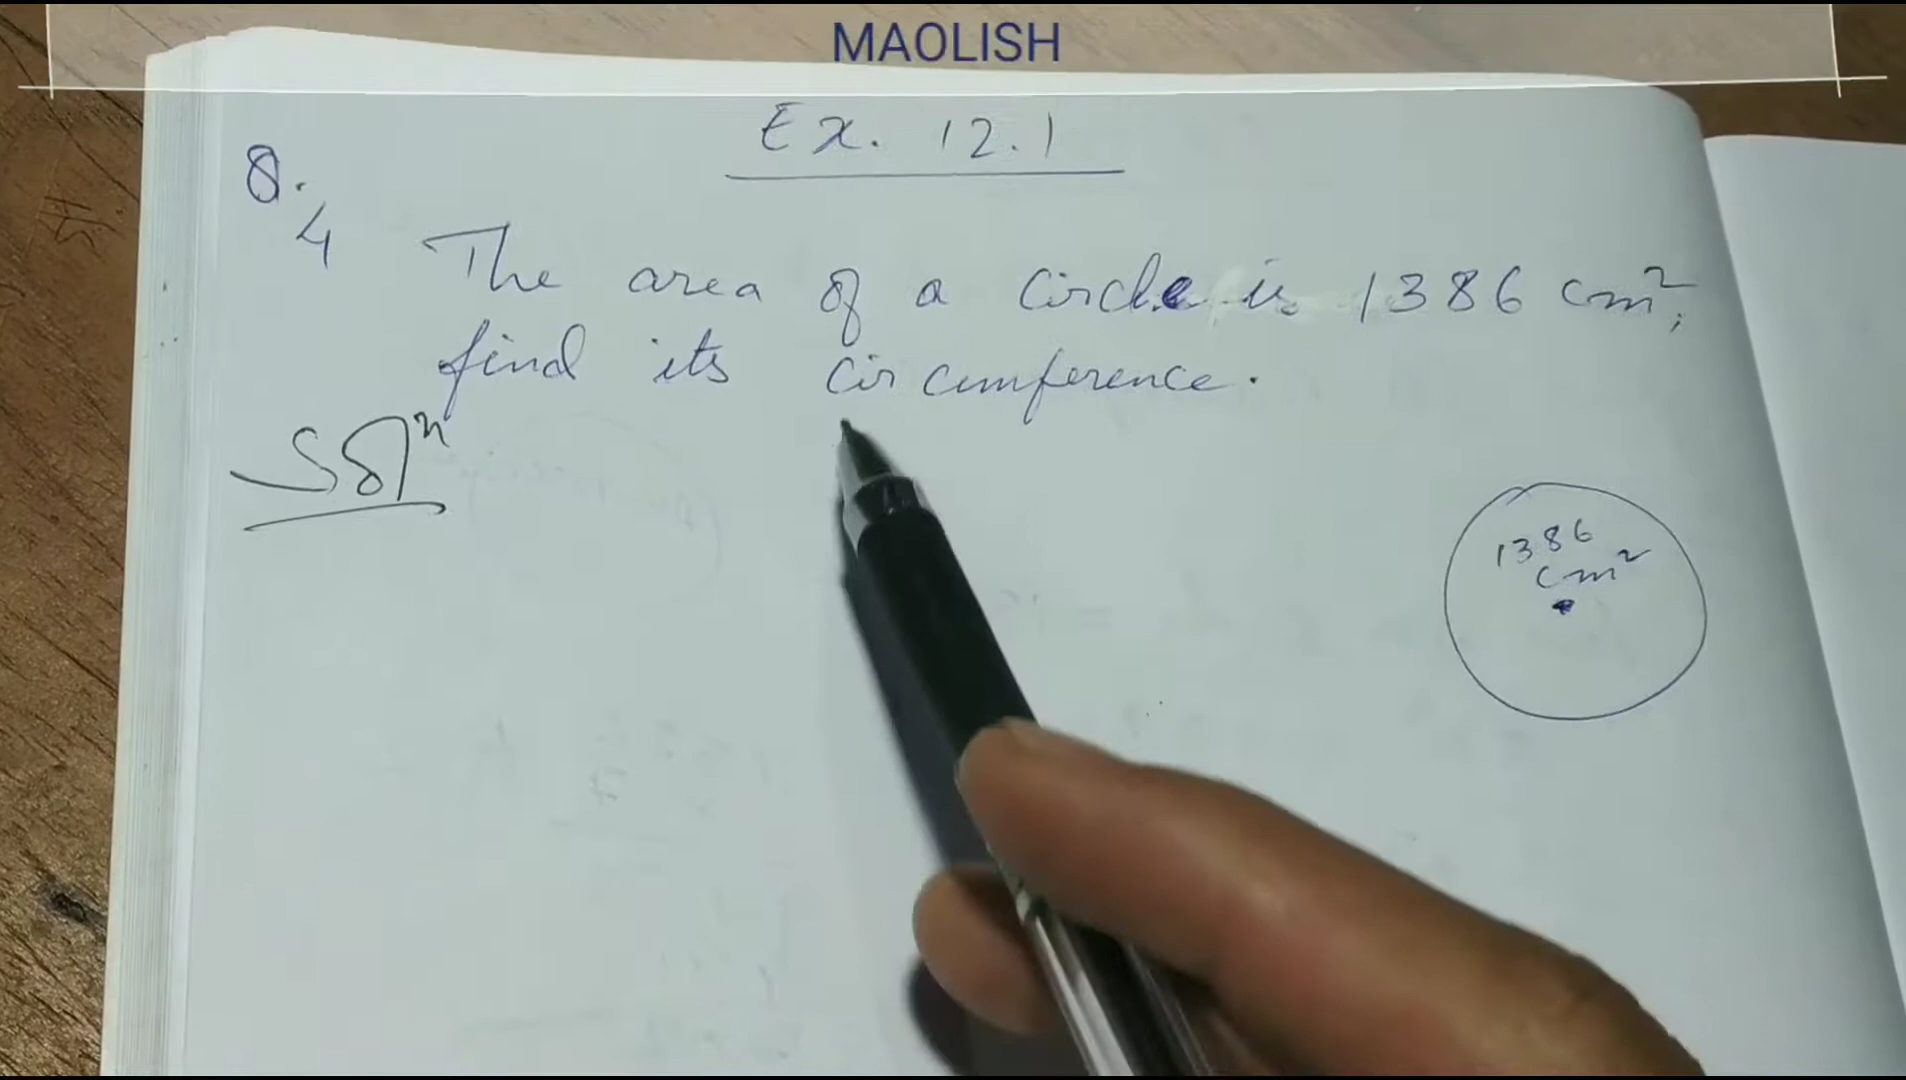 MAOLISH
Ex. 12.1
Q.
4 The area of a circle is 1386 cm²,
find its circumference.
Solⁿ
1386
cm²